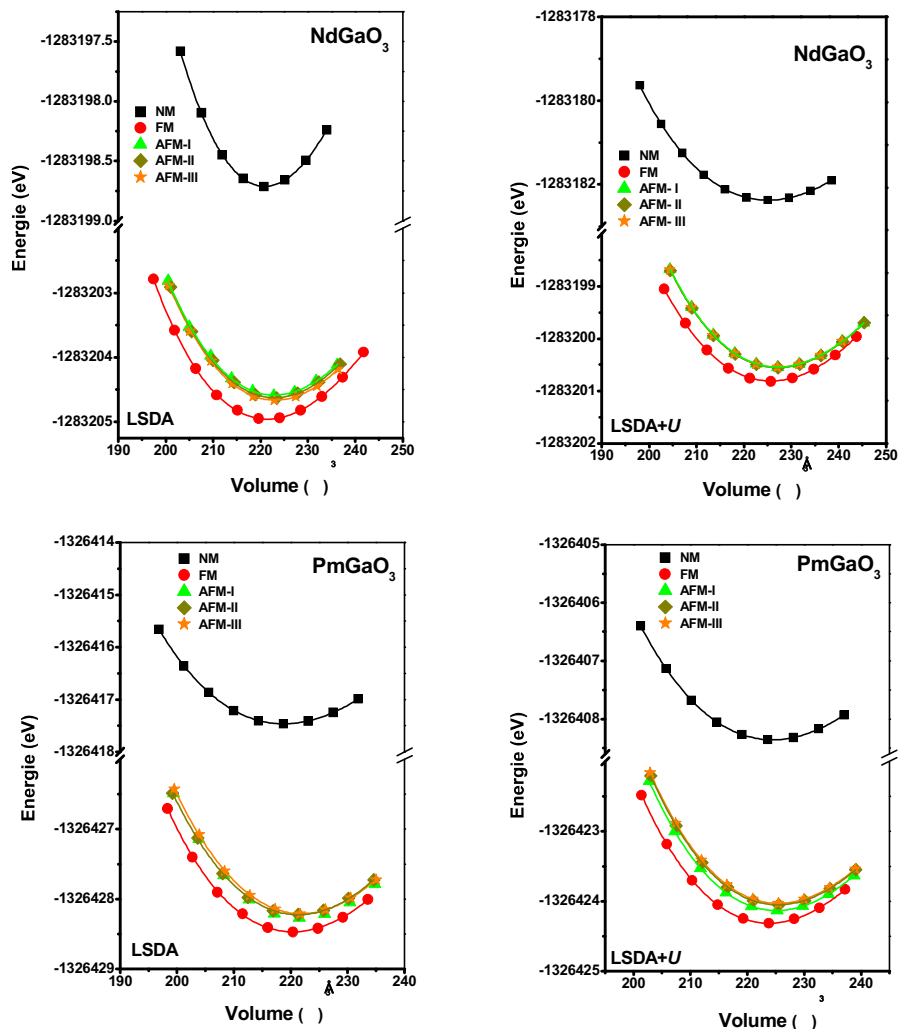 NdGaO3
-1283197.5
-1283198.0
-1283198.5
-1283199.0
-1283203
-1283204
-1283205
Energie (eV)
NM
FM
AFM-I
AFM-II
AFM-III
LSDA
190 200 210 220 230 240 250
3
Volume ( )
NdGaO3
-1283178
-1283180
-1283182
-1283199
-1283200
-1283201
-1283202
Energie (eV)
NM
FM
AFM- I
AFM- II
AFM- III
LSDA+U
190 200 210 220 230 240 250
Å
Volume ( )
PmGaO3
-1326414
-1326415
-1326416
-1326417
-1326418
-1326427
-1326428
-1326429
Energie (eV)
NM
FM
AFM-I
AFM-II
AFM-III
LSDA
190 200 210 220 230 240
Å
Volume ( )
PmGaO3
-1326405
-1326406
-1326407
-1326408
-1326423
-1326424
-1326425
Energie (eV)
NM
FM
AFM-I
AFM-II
AFM-III
LSDA+U
200 210 220 230 240
3
Volume ( )